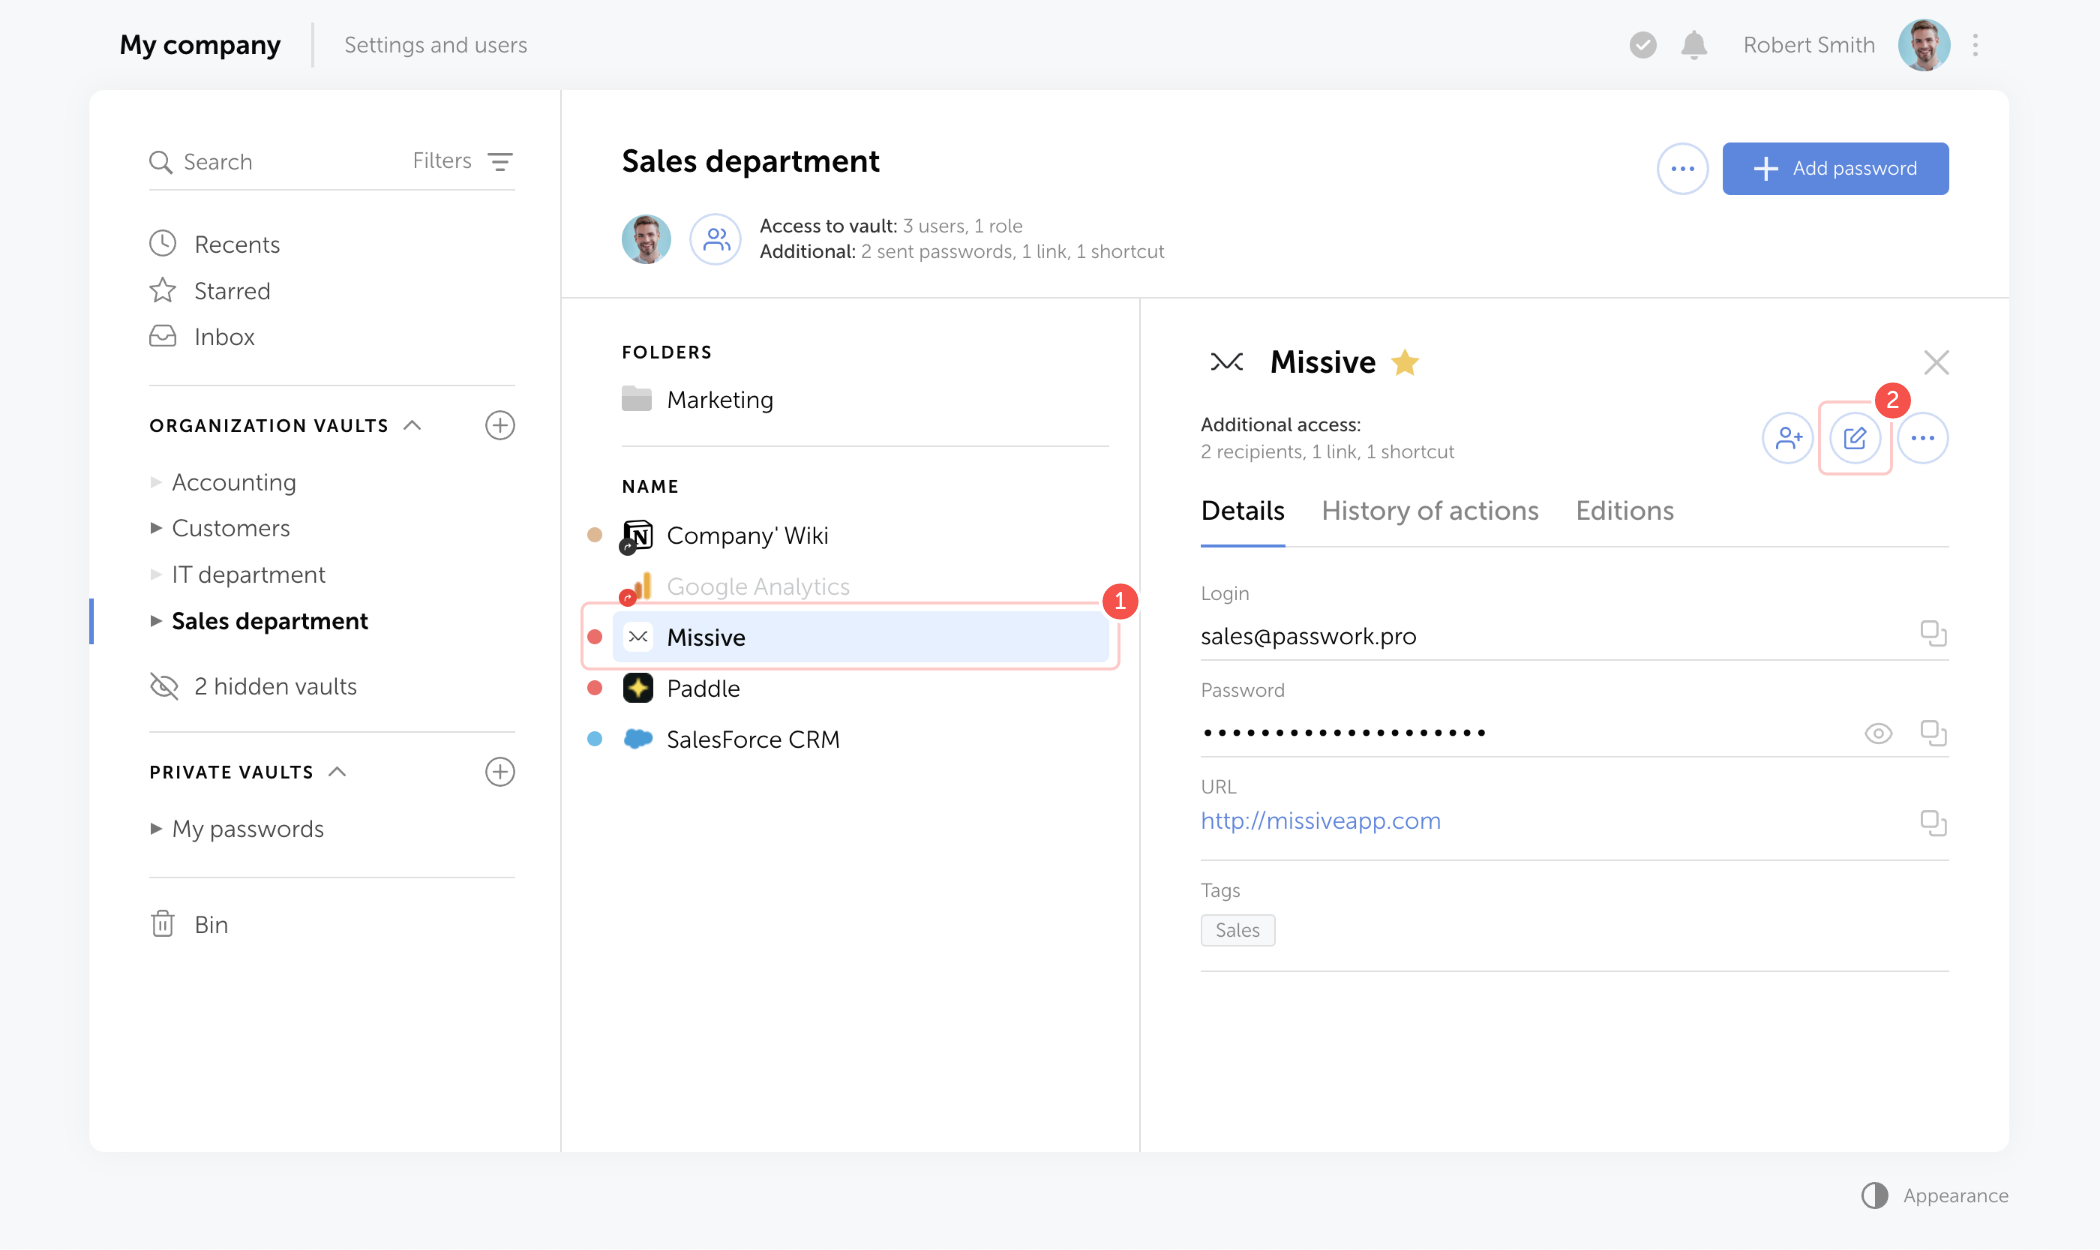 My company
Settings and users
Robert Smith
Search
Filters
Recents
Starred
Inbox
ORGANIZATION VAULTS
Accounting
Customers
IT department
Sales department
2 hidden vaults
PRIVATE VAULTS
My passwords
Bin
Sales department
Access to vault: 3 users, 1 role
Additional: 2 sent passwords, 1 link, 1 shortcut
Add password
FOLDERS
Marketing
NAME
Company' Wiki
Google Analytics
1
Missive
Paddle
SalesForce CRM
Missive
2
Additional access:
2 recipients, 1 link, 1 shortcut
Details
History of actions
Editions
Login
sales@passwork.pro
Password
••••••••••••••••••••
URL
http://missiveapp.com
Tags
Sales
Appearance